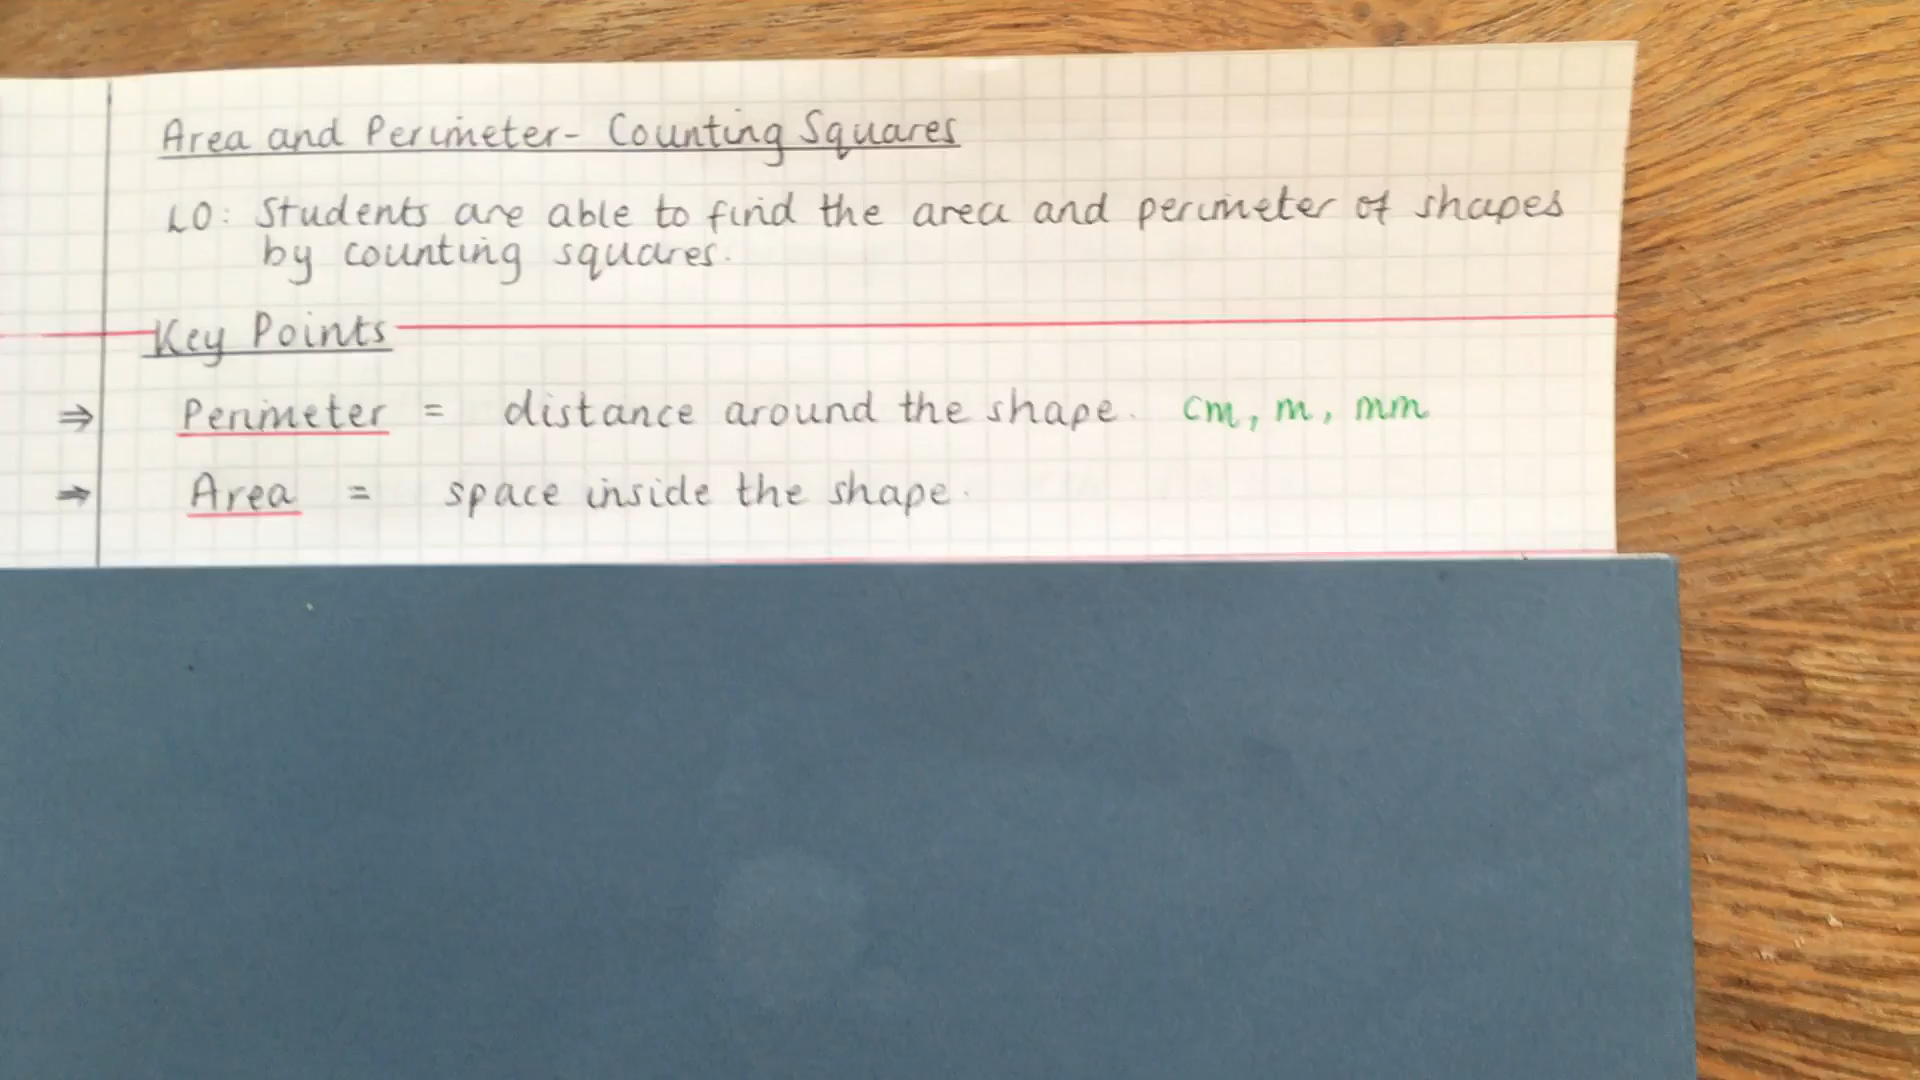 Area and Perimeter - Counting Squares
LO: Students are able to find the area and perimeter of shapes
by counting squares.
Key Points
⇒ Perimeter = distance around the shape. cm, m, mm
⇒ Area = space inside the shape.